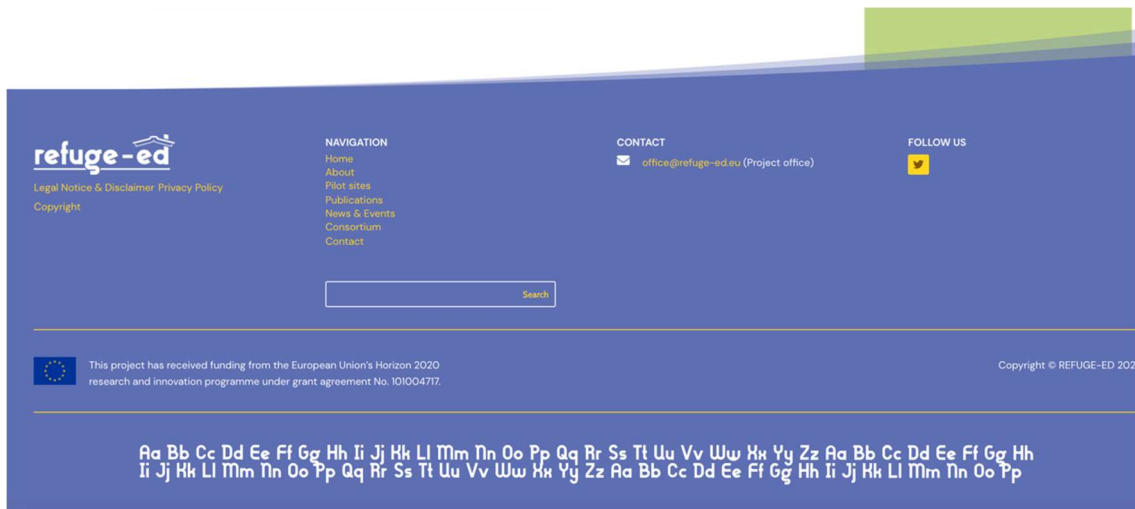 refuge-ed
Legal Notice & Disclaimer Privacy Policy
Copyright
NAVIGATION
Home
About
Pilot sites
Publications
News & Events
Consortium
Contact
Search
CONTACT
office@refuge-ed.eu (Project office)
FOLLOW US
This project has received funding from the European Union's Horizon 2020
research and innovation programme under grant agreement No. 101004717.
Copyright © REFUGE-ED 202
Aa Bb Cc Dd Ee Ff Gg Hh Ii Jj Kk Ll Mm Nn Oo Pp Qq Rr Ss Tt Uu Vv Ww Xx Yy Zz Aa Bb Cc Dd Ee Ff Gg Hh
Ii Jj Kk Ll Mm Nn Oo Pp Qq Rr Ss Tt Uu Vv Ww Xx Yy Zz Aa Bb Cc Dd Ee Ff Gg Hh Ii Jj Kk Ll Mm Nn Oo Pp